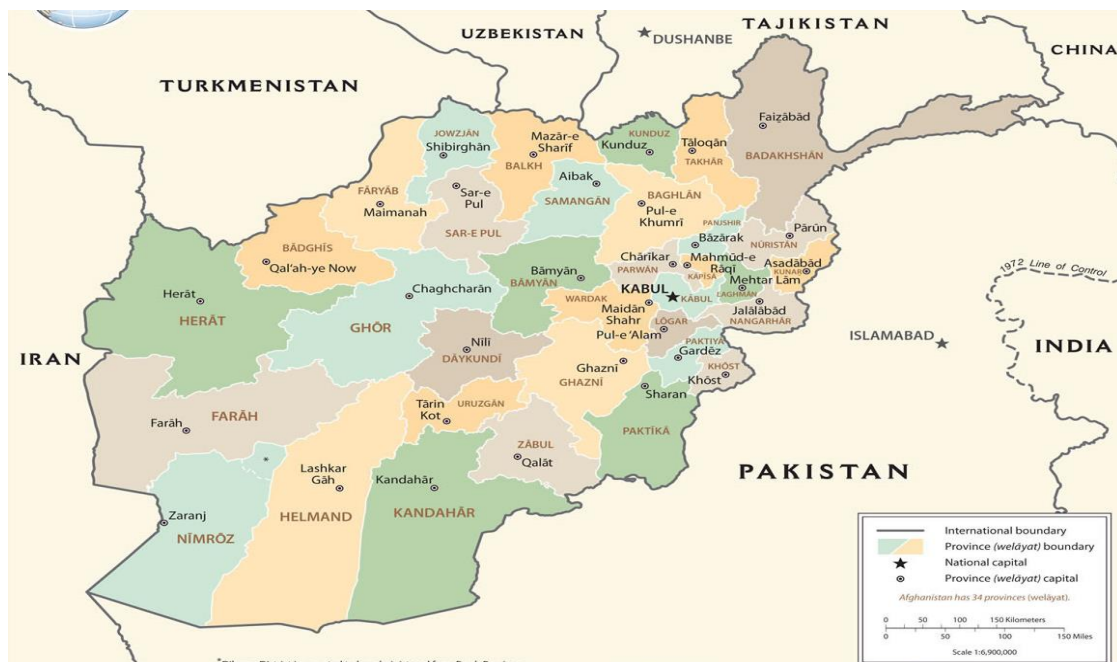 UZBEKISTAN
TAJIKISTAN
DUSHANBE
CHINA
TURKMENISTAN
JOWZJĀN
Shibirghān
Mazār-e
Sharīf
BALKH
KUNDUZ
Kunduz
Tāloqān
TAKHĀR
Faīẕābād
BADAKHSHĀN
FĀRYĀB
Maimanah
Sar-e
Pul
SAR-E PUL
Aibak
SAMANGĀN
BAGHLĀN
Pul-e
Khumrī
PANJSHIR
Bāzārak
NŪRISTĀN
Pārūn
BĀDGHĪS
Qal‘ah-ye Now
Chārīkar
PARWĀN
Mahmūd-e
Rāqī
KĀPĪSĀ
Asadābād
KUNAR
Mehtar Lām
LAGHMĀN
1972 Line of Control
Herāt
HERĀT
Chaghcharān
GHŌR
Bāmyān
BĀMYĀN
WARDAK
KABUL
KĀBUL
Maidān
Shahr
Jalālābād
NANGARHĀR
Pul-e ‘Alam
LŌGAR
ISLAMABAD
INDIA
IRAN
Nīlī
DĀYKUNDĪ
Ghaznī
GHAZNĪ
PAKTIYĀ
Gardēz
KHŌST
Khōst
FARĀH
Farāh
Tārīn
Kot
URUZGĀN
Sharan
PAKTĪKĀ
ZĀBUL
Qalāt
*
Lashkar
Gāh
HELMAND
Kandahār
KANDAHĀR
PAKISTAN
Zaranj
NĪMRŌZ
International boundary
Province (welāyat) boundary
National capital
Province (welāyat) capital
Afghanistan has 34 provinces (welāyat).
0 50 100 150 Kilometers
0 50 100 150 Miles
Scale 1:6,900,000